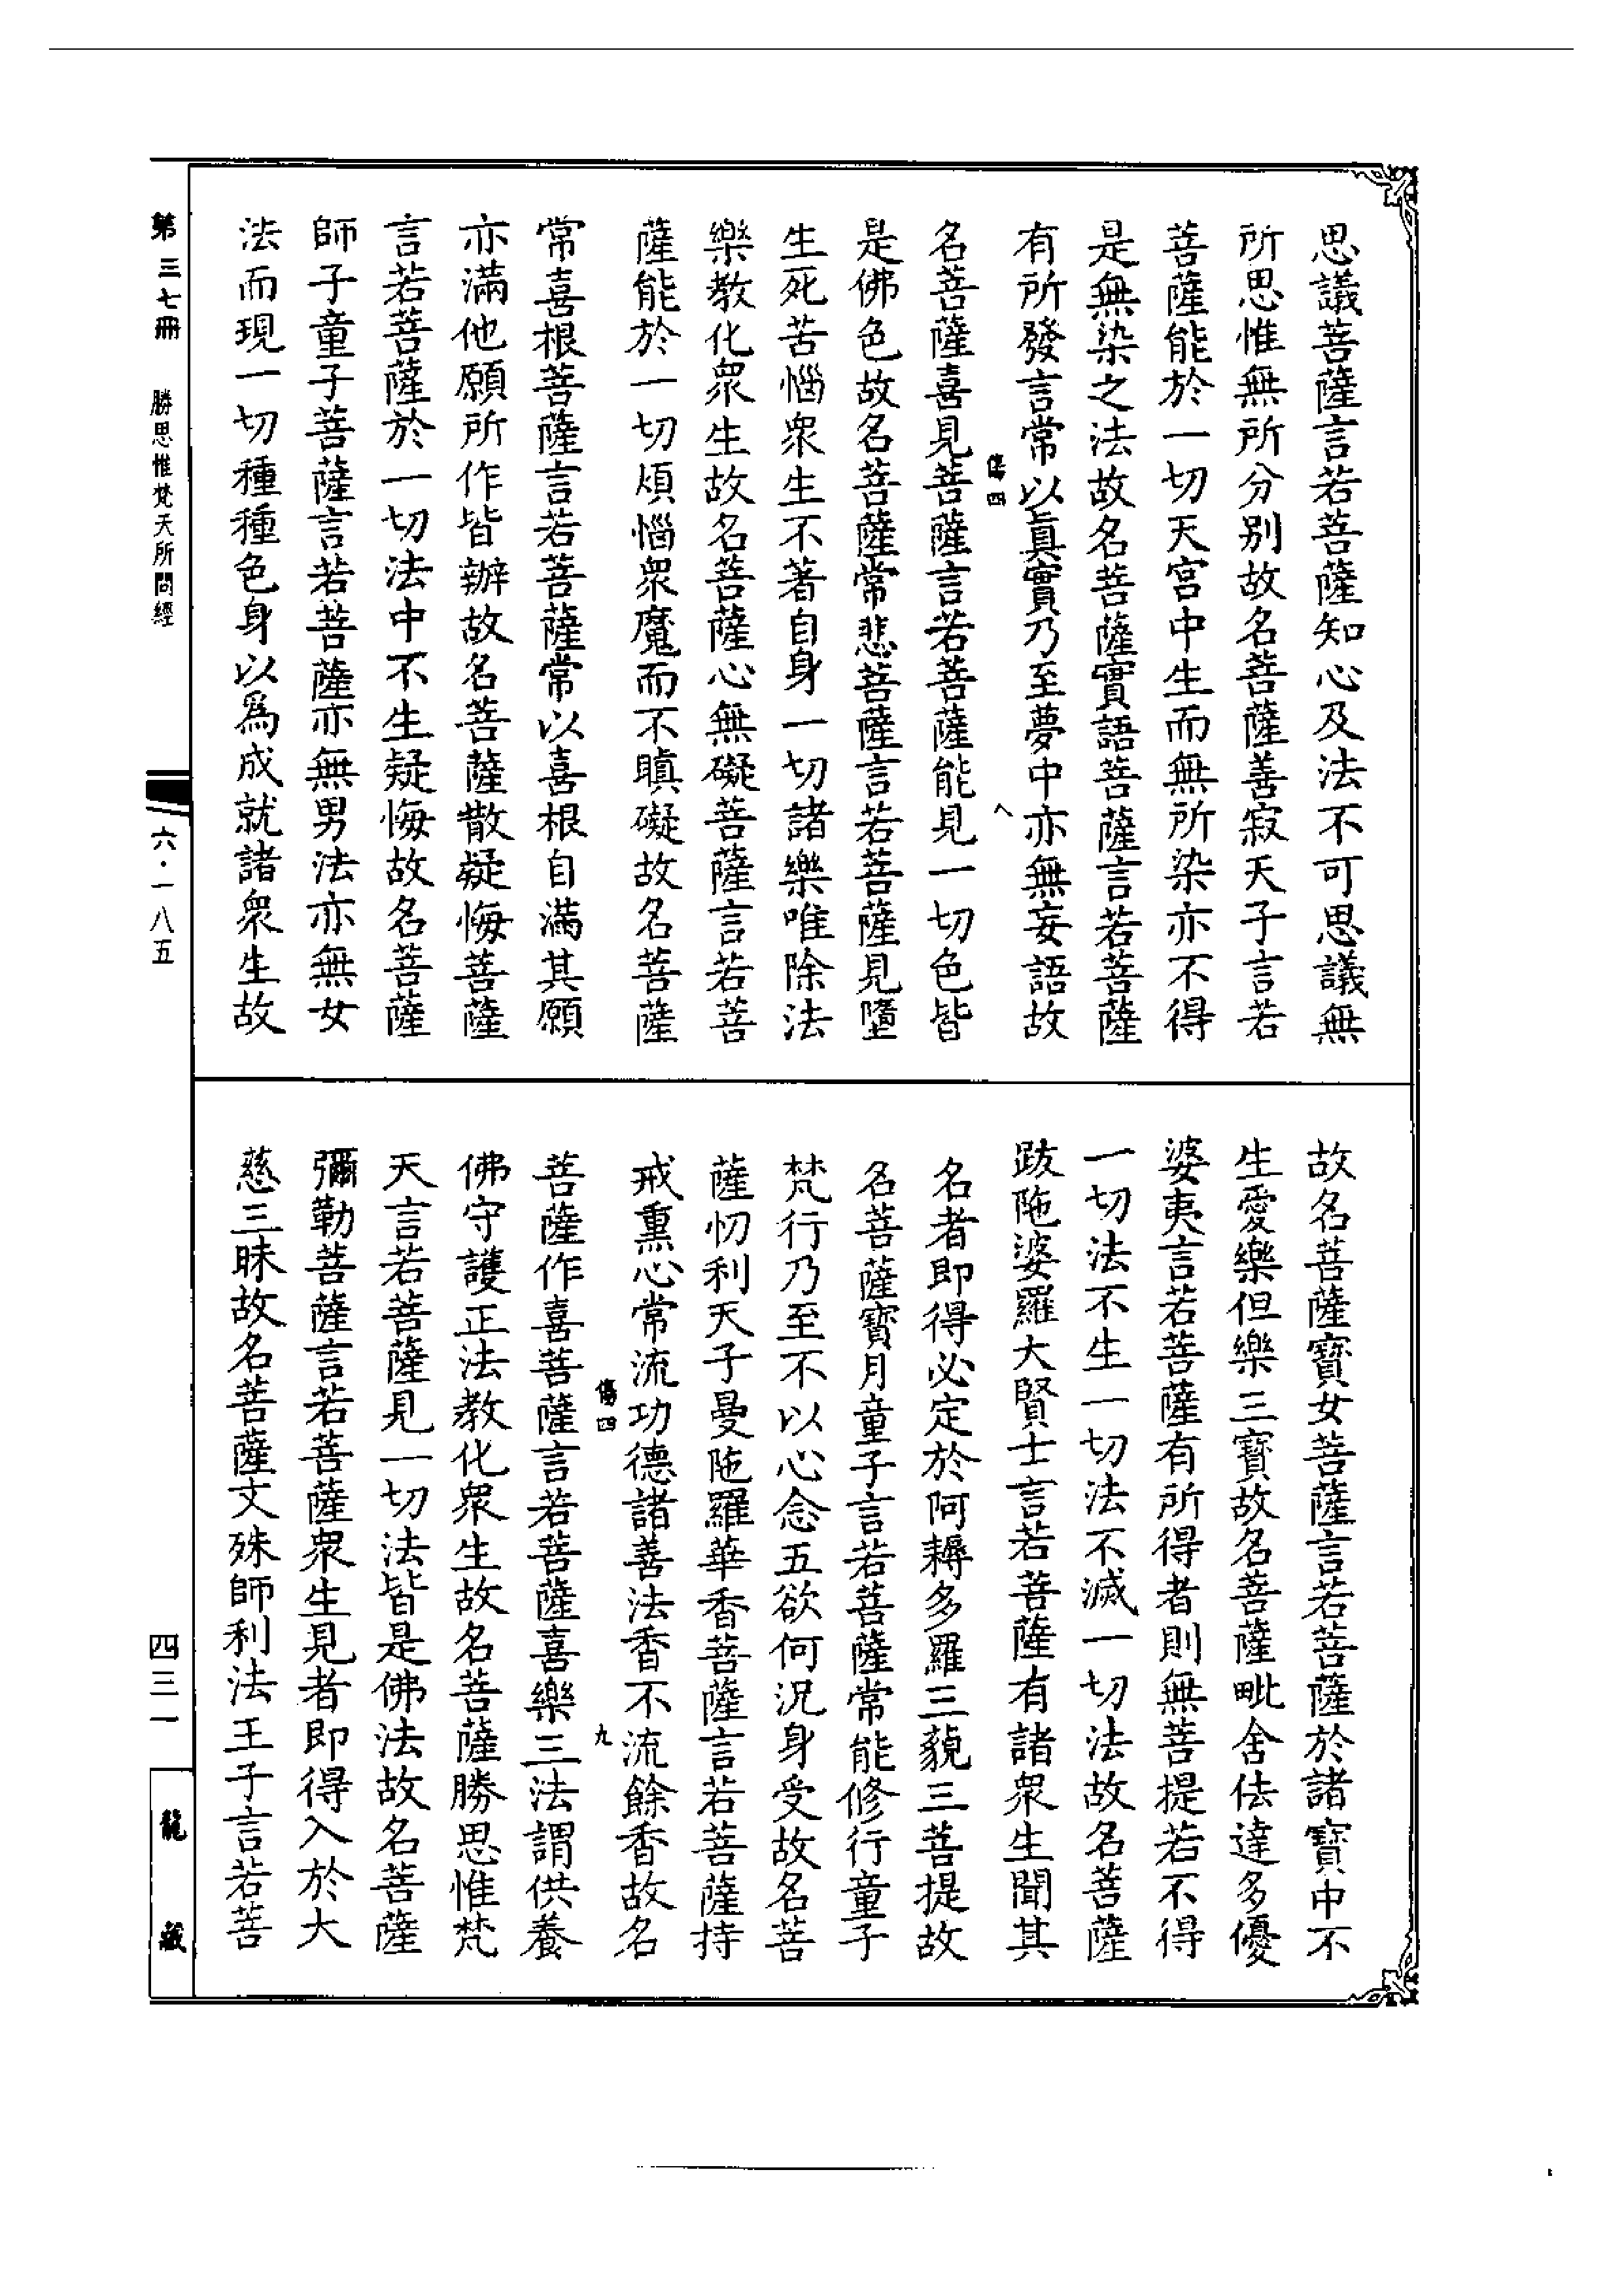 思議菩薩言若菩薩知心及法不可思議無
所思惟無所分別故名菩薩善寂天子言若
菩薩能於一切天宮中生而無所染亦不得
是無染之法故名菩薩實語菩薩言若菩薩
有所發言常以眞實乃至夢中亦無妄語故
傷四
八
名菩薩喜見菩薩言若菩薩能見一切色皆
是佛色故名菩薩常悲菩薩言若菩薩見墮
生死苦惱衆生不著自身一切諸樂唯除法
樂教化衆生故名菩薩心無礙菩薩言若菩
薩能於一切煩惱衆魔而不瞋礙故名菩薩
常喜根菩薩言若菩薩常以喜根自滿其願
亦滿他願所作皆辦故名菩薩散疑悔菩薩
言若菩薩於一切法中不生疑悔故名菩薩
師子童子菩薩言若菩薩亦無男法亦無女
法而現一切種種色身以爲成就諸衆生故
故名菩薩寶女菩薩言若菩薩於諸寶中不
生愛樂但樂三寶故名菩薩毗舍佉達多優
婆夷言若菩薩有所得者則無菩提若不得
一切法不生一切法不滅一切法故名菩薩
跋陁婆羅大賢士言若菩薩有諸衆生聞其
名者即得必定於阿耨多羅三藐三菩提故
名菩薩寶月童子言若菩薩常能修行童子
梵行乃至不以心念五欲何況身受故名菩
薩忉利天子曼陁羅華香菩薩言若菩薩持
戒熏心常流功德諸善法香不流餘香故名
傷四
九
菩薩作喜菩薩言若菩薩喜樂三法謂供養
佛守護正法教化衆生故名菩薩勝思惟梵
天言若菩薩見一切法皆是佛法故名菩薩
彌勒菩薩言若菩薩衆生見者即得入於大
慈三昧故名菩薩文殊師利法王子言若菩
第三七冊 勝思惟梵天所問經
六·一八五
四三一
龍藏